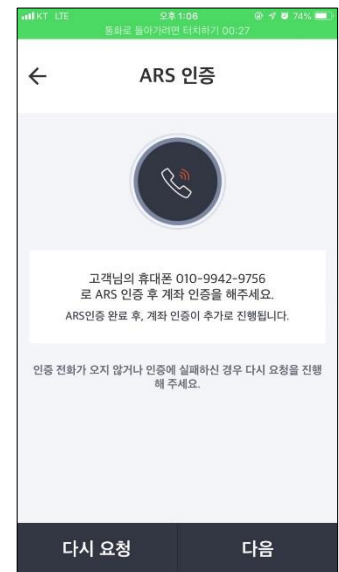 KT LTE 오후 1:06 74%
통화로 돌아가려면 터치하기 00:27
ARS 인증
고객님의 휴대폰 010-9942-9756
로 ARS 인증 후 계좌 인증을 해주세요.
ARS인증 완료 후, 계좌 인증이 추가로 진행됩니다.
인증 전화가 오지 않거나 인증에 실패하신 경우 다시 요청을 진행
해 주세요.
다시 요청 다음